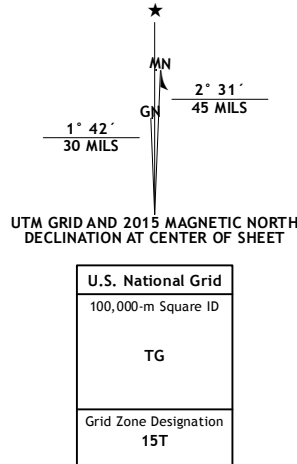 MN
GN
2° 31´
45 MILS
1° 42´
30 MILS
UTM GRID AND 2015 MAGNETIC NORTH
DECLINATION AT CENTER OF SHEET
U.S. National Grid
100,000-m Square ID
TG
Grid Zone Designation
15T